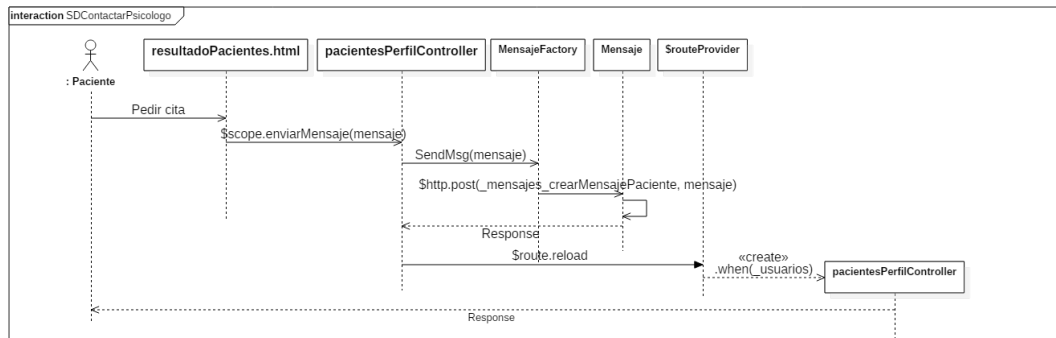 interaction SDContactarPsicologo
resultadoPacientes.html
pacientesPerfilController
MensajeFactory
Mensaje
$routeProvider
: Paciente
Pedir cita
$scope.enviarMensaje(mensaje)
SendMsg(mensaje)
$http.post(_mensajes_crearMensajePaciente, mensaje)
Response
$route.reload
«create»
.when(_usuarios)
pacientesPerfilController
Response